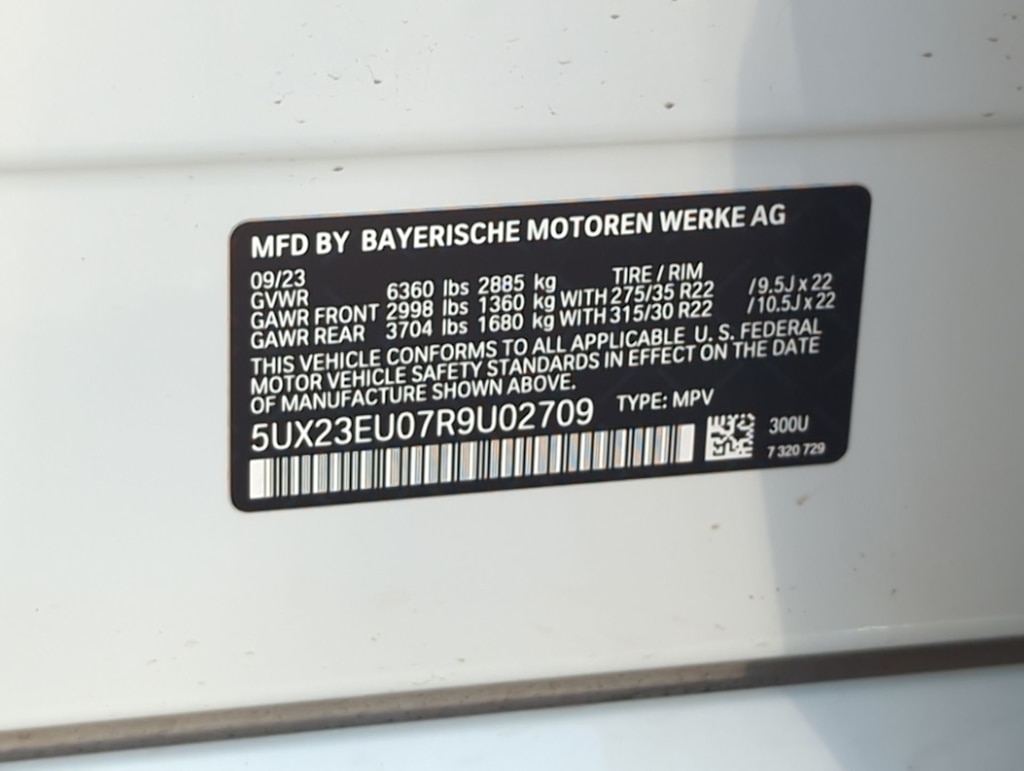 MFD BY BAYERISCHE MOTOREN WERKE AG
09/23 TIRE / RIM
GVWR 6360 lbs 2885 kg
GAWR FRONT 2998 lbs 1360 kg WITH 275/35 R22 /9.5J x 22
GAWR REAR 3704 lbs 1680 kg WITH 315/30 R22 /10.5J x 22
THIS VEHICLE CONFORMS TO ALL APPLICABLE U. S. FEDERAL
MOTOR VEHICLE SAFETY STANDARDS IN EFFECT ON THE DATE
OF MANUFACTURE SHOWN ABOVE.
5UX23EU07R9U02709 TYPE: MPV
300U
7 320 729